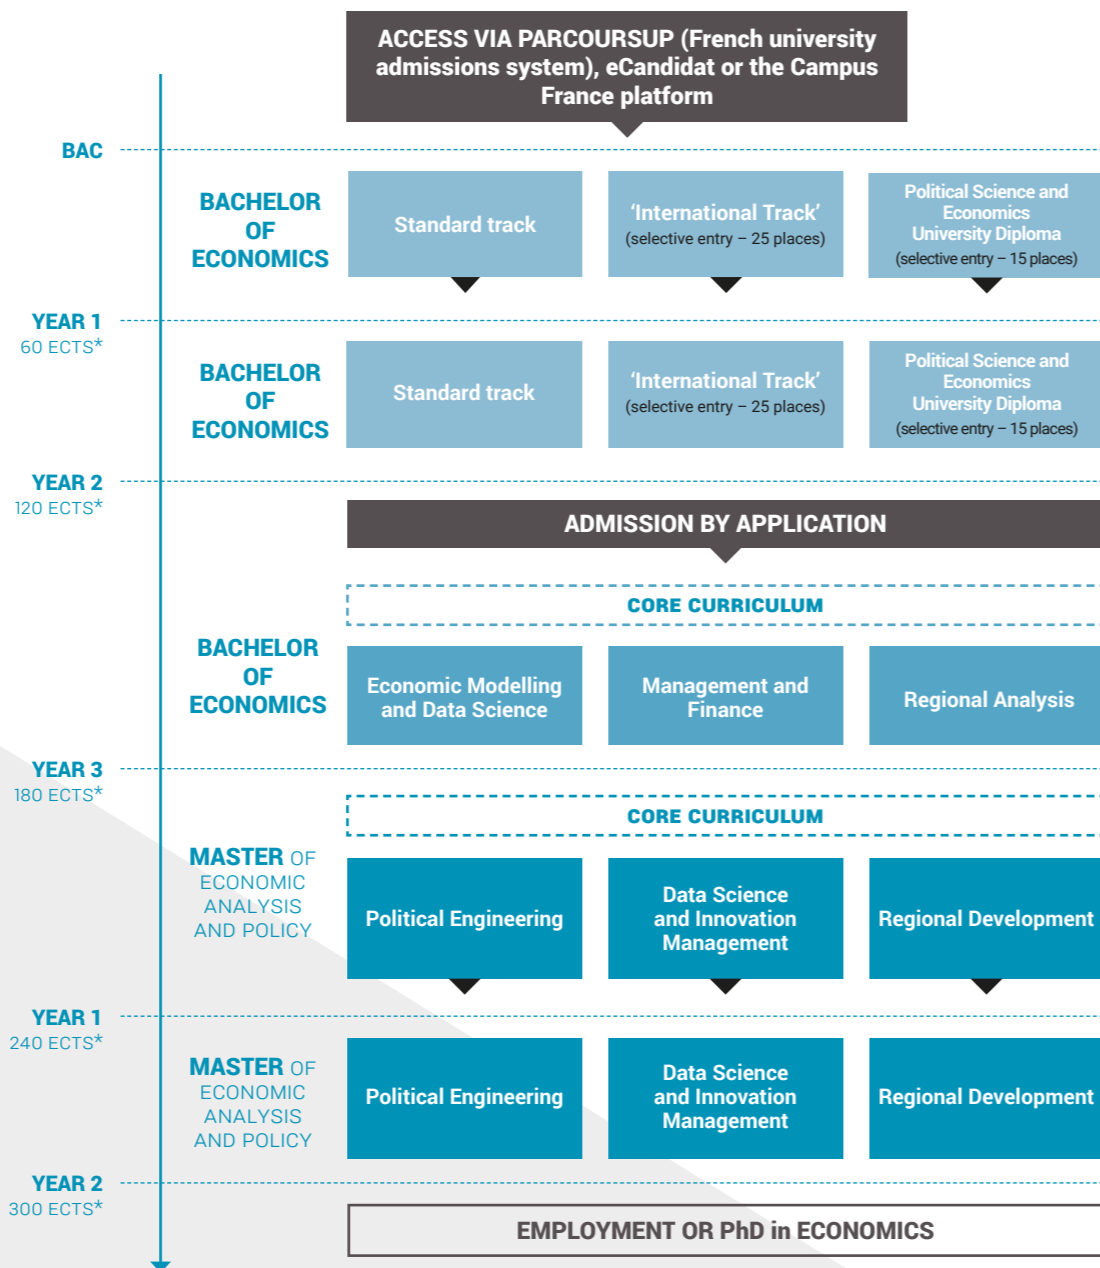 ACCESS VIA PARCOURSUP (French university
admissions system), eCandidat or the Campus
France platform
BAC
BACHELOR
OF
ECONOMICS
Standard track
'International Track'
(selective entry – 25 places)
Political Science and
Economics
University Diploma
(selective entry – 15 places)
YEAR 1
60 ECTS*
BACHELOR
OF
ECONOMICS
Standard track
'International Track'
(selective entry – 25 places)
Political Science and
Economics
University Diploma
(selective entry – 15 places)
YEAR 2
120 ECTS*
ADMISSION BY APPLICATION
CORE CURRICULUM
BACHELOR
OF
ECONOMICS
Economic Modelling
and Data Science
Management and
Finance
Regional Analysis
YEAR 3
180 ECTS*
CORE CURRICULUM
MASTER OF
ECONOMIC
ANALYSIS
AND POLICY
Political Engineering
Data Science
and Innovation
Management
Regional Development
YEAR 1
240 ECTS*
MASTER OF
ECONOMIC
ANALYSIS
AND POLICY
Political Engineering
Data Science
and Innovation
Management
Regional Development
YEAR 2
300 ECTS*
EMPLOYMENT OR PhD in ECONOMICS